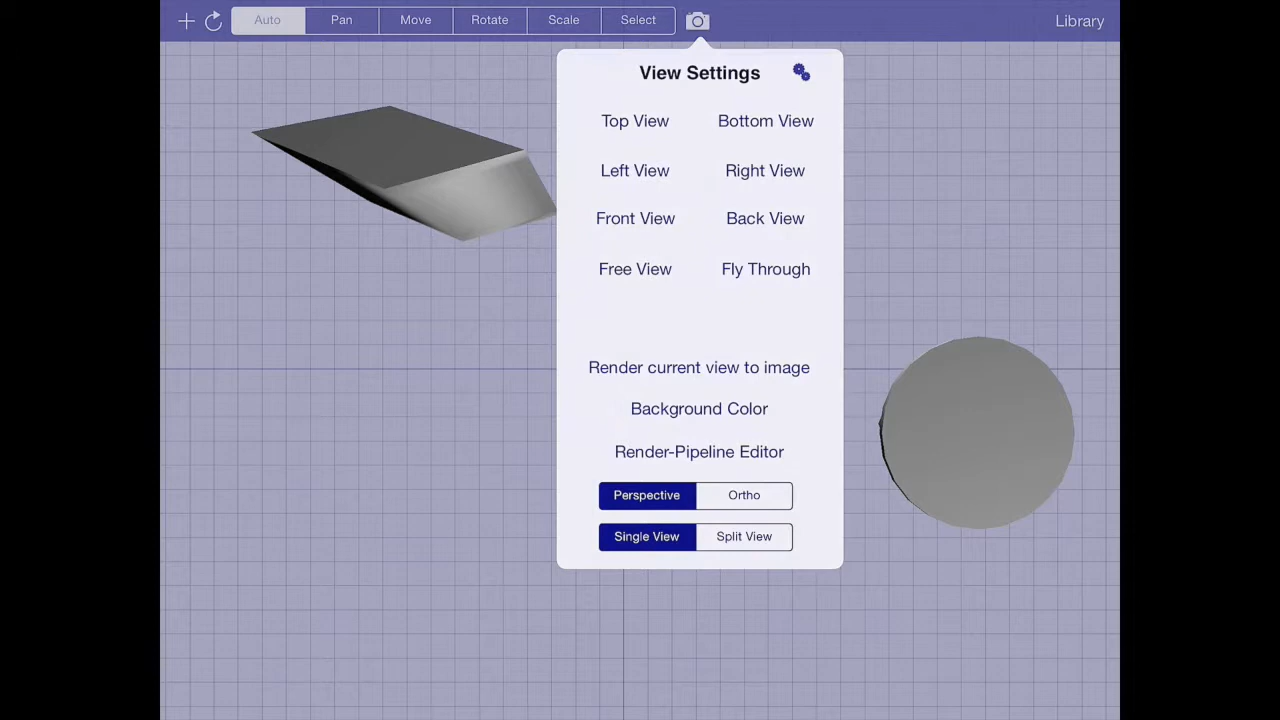 Auto Pan Move Rotate Scale Select Library
View Settings
Top View Bottom View
Left View Right View
Front View Back View
Free View Fly Through
Render current view to image
Background Color
Render-Pipeline Editor
Perspective Ortho
Single View Split View